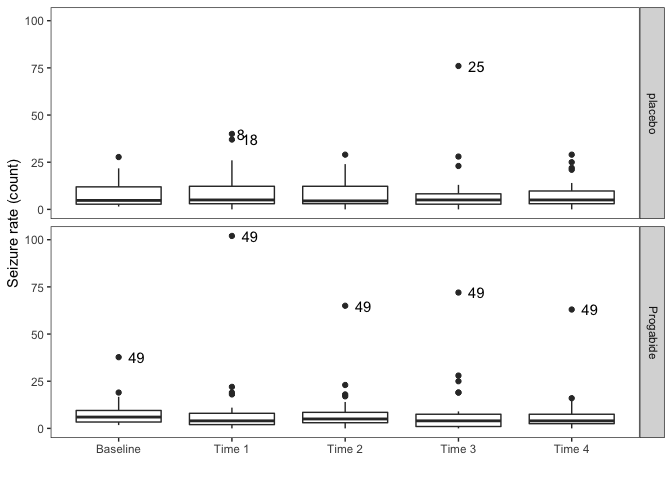 Seizure rate (count)
100
75
50
25
0
8
18
25
placebo
100
75
50
25
0
49
49
49
49
49
Progabide
Baseline
Time 1
Time 2
Time 3
Time 4